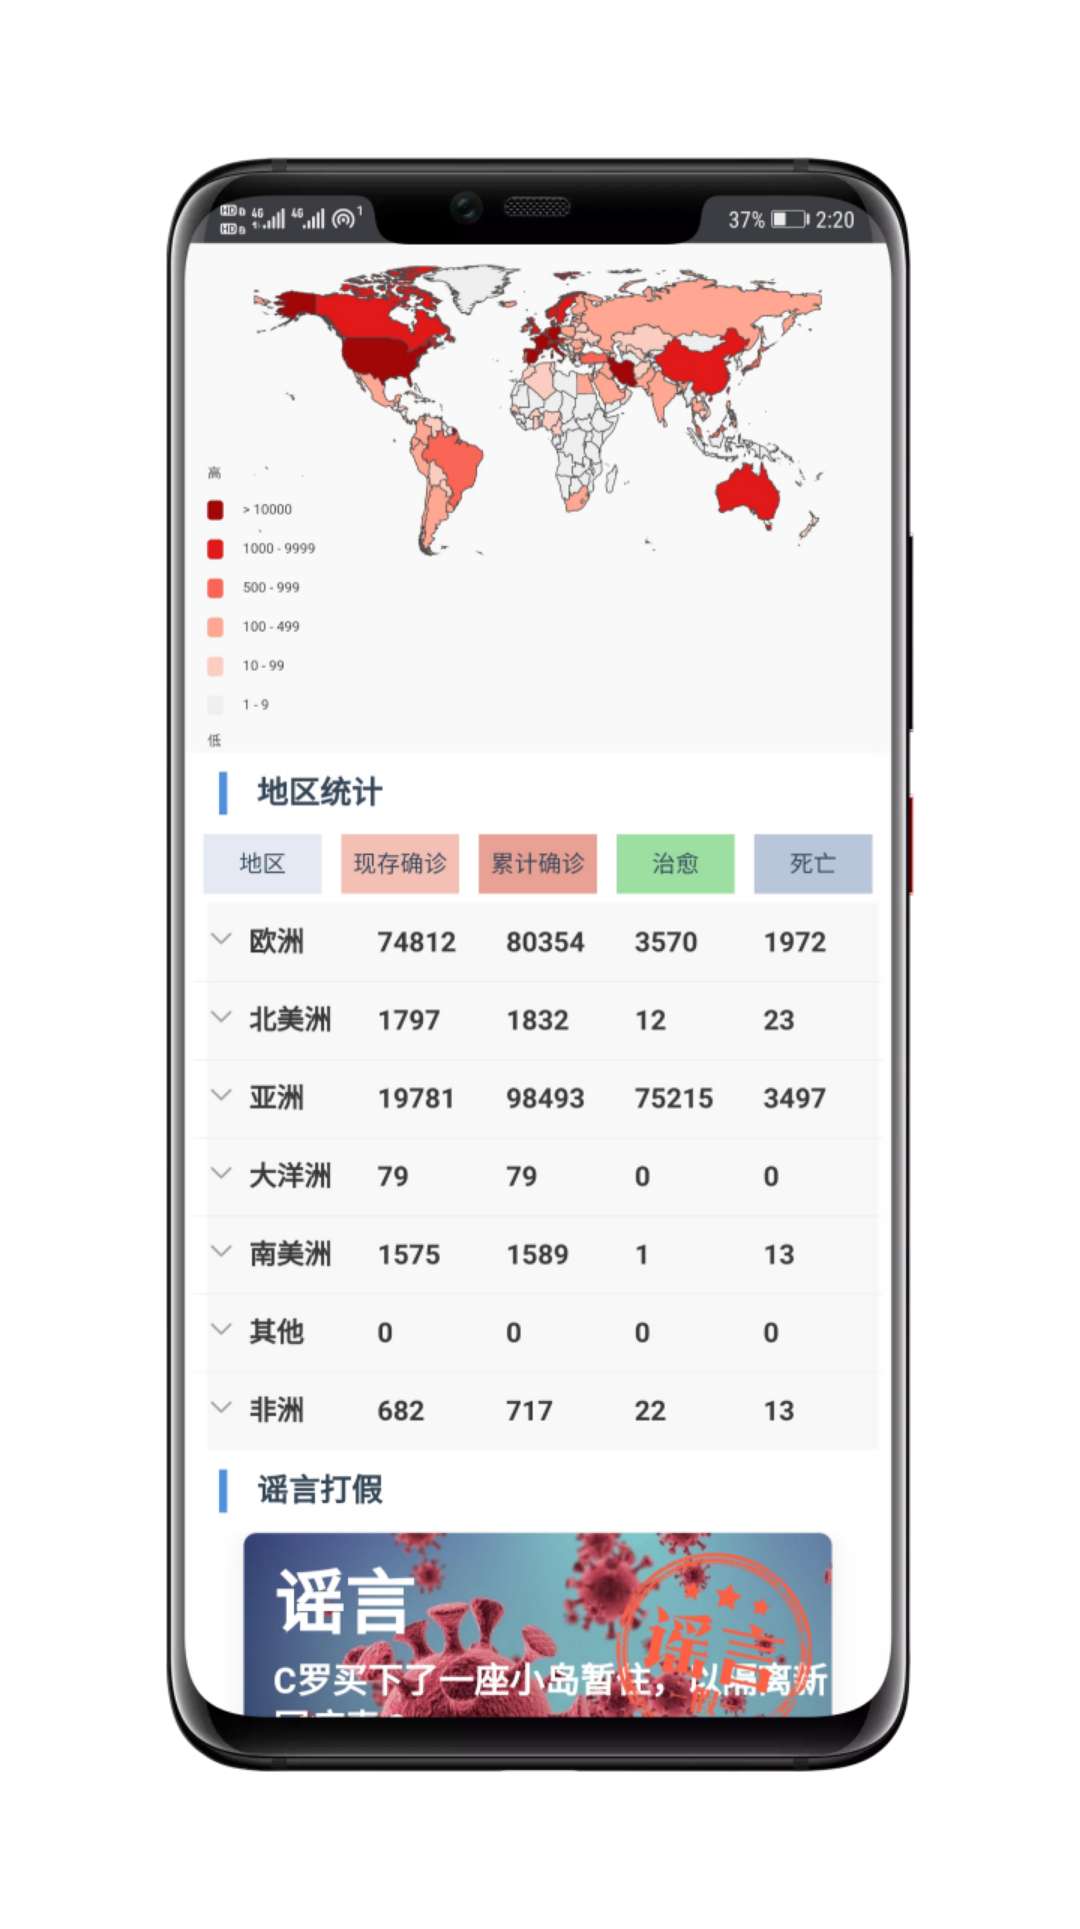 37% 2:20
高
> 10000
1000 - 9999
500 - 999
100 - 499
10 - 99
1 - 9
低
地区统计
地区 现存确诊 累计确诊 治愈 死亡
欧洲 74812 80354 3570 1972
北美洲 1797 1832 12 23
亚洲 19781 98493 75215 3497
大洋洲 79 79 0 0
南美洲 1575 1589 1 13
其他 0 0 0 0
非洲 682 717 22 13
谣言打假
谣言
谣言
C罗买下了一座小岛暂住，以隔离新